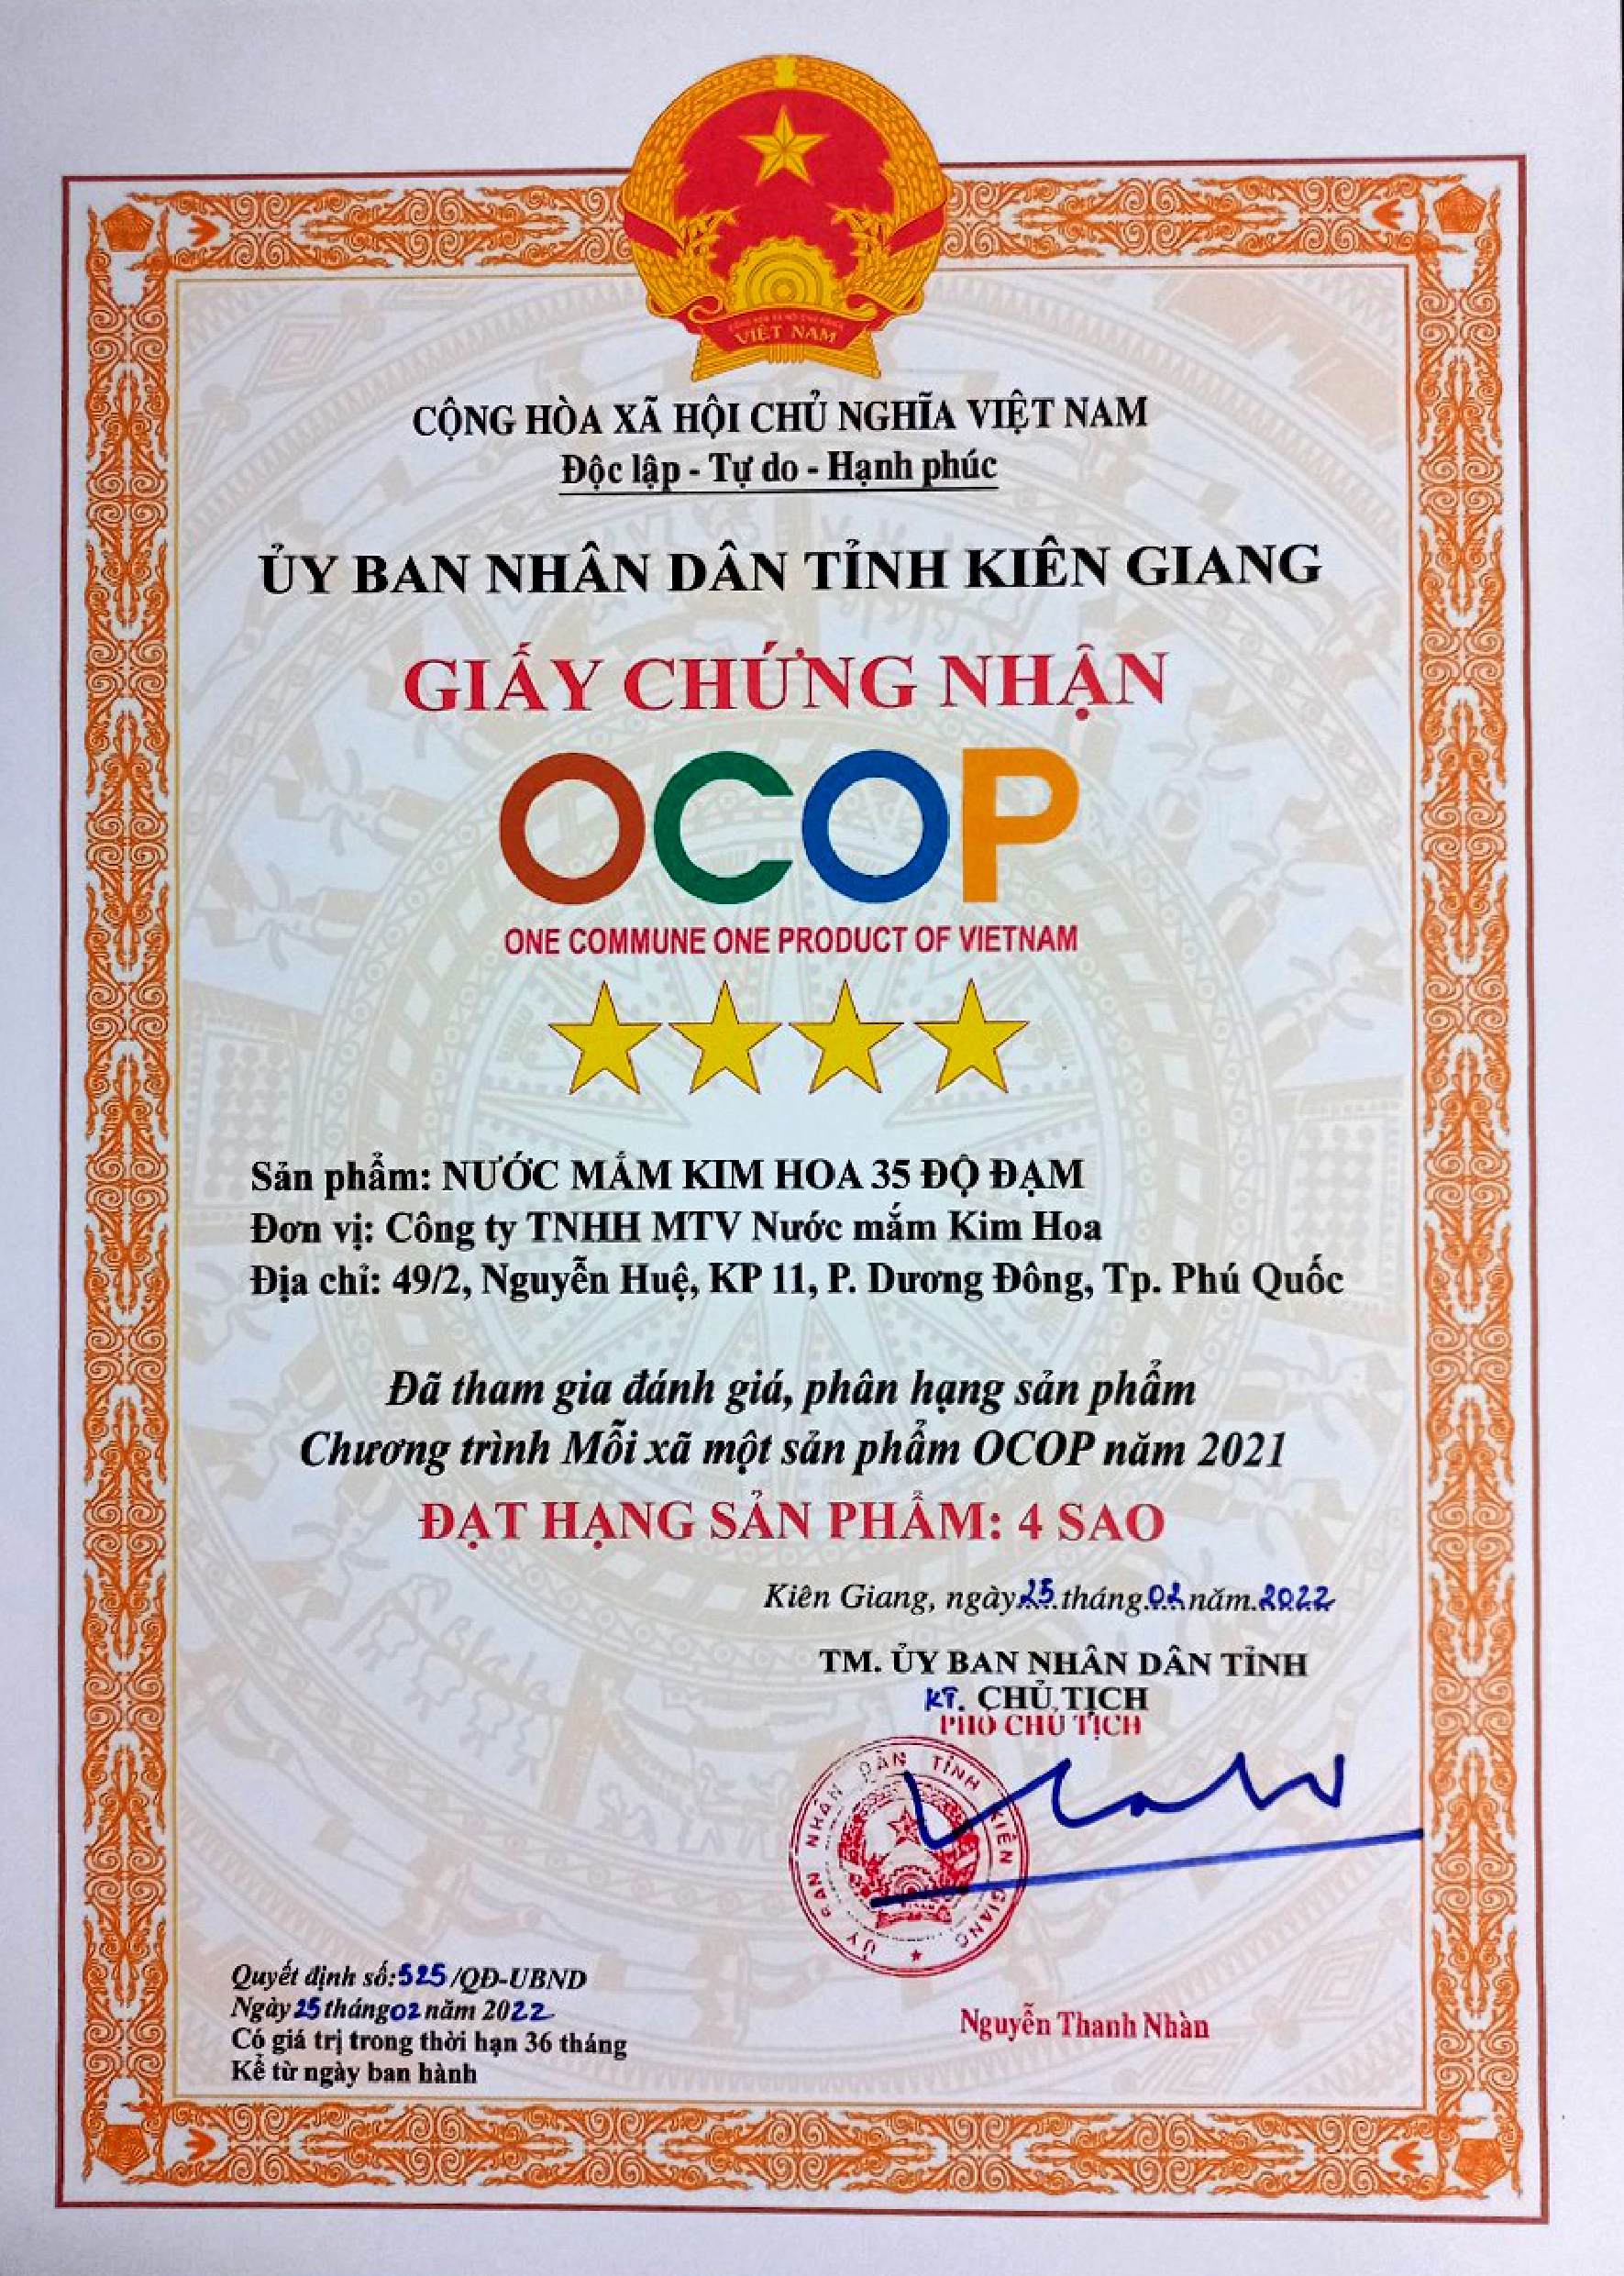 VIỆT NAM
CỘNG HÒA XÃ HỘI CHỦ NGHĨA VIỆT NAM
Độc lập - Tự do - Hạnh phúc
ỦY BAN NHÂN DÂN TỈNH KIÊN GIANG
GIẤY CHỨNG NHẬN
OCOP
ONE COMMUNE ONE PRODUCT OF VIETNAM
Sản phẩm: NƯỚC MẮM KIM HOA 35 ĐỘ ĐẠM
Đơn vị: Công ty TNHH MTV Nước mắm Kim Hoa
Địa chỉ: 49/2, Nguyễn Huệ, KP 11, P. Dương Đông, Tp. Phú Quốc
Đã tham gia đánh giá, phân hạng sản phẩm
Chương trình Mỗi xã một sản phẩm OCOP năm 2021
ĐẠT HẠNG SẢN PHẨM: 4 SAO
Kiên Giang, ngày 25 tháng 02 năm 2022
TM. ỦY BAN NHÂN DÂN TỈNH
KT. CHỦ TỊCH
PHÓ CHỦ TỊCH
ỦY BAN NHÂN DÂN TỈNH KIÊN GIANG
Quyết định số: 525 /QĐ-UBND
Ngày 25 tháng 02 năm 2022
Có giá trị trong thời hạn 36 tháng
Kể từ ngày ban hành
Nguyễn Thanh Nhàn